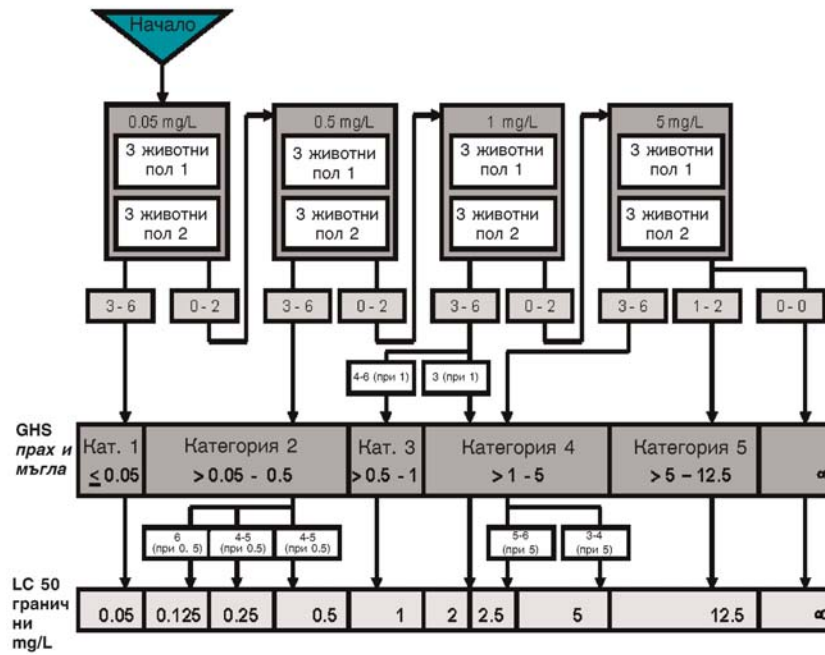 Начало
0.05 mg/L
0.5 mg/L
1 mg/L
5 mg/L
3 животни
пол 1
3 животни
пол 1
3 животни
пол 1
3 животни
пол 1
3 животни
пол 2
3 животни
пол 2
3 животни
пол 2
3 животни
пол 2
3 - 6
0 - 2
3 - 6
0 - 2
3 - 6
0 - 2
3 - 6
1 - 2
0 - 0
4-6 (при 1)
3 (при 1)
GHS
прах и
мъгла
Кат. 1
≤ 0.05
Категория 2
> 0.05 - 0.5
Кат. 3
> 0.5 - 1
Категория 4
> 1 - 5
Категория 5
> 5 – 12.5
∞
6
(при 0. 5)
4-5
(при 0.5)
4-5
(при 0.5)
5-6
(при 5)
3-4
(при 5)
LC 50
гранич
ни
mg/L
0.05
0.125
0.25
0.5
1
2
2.5
5
12.5
∞